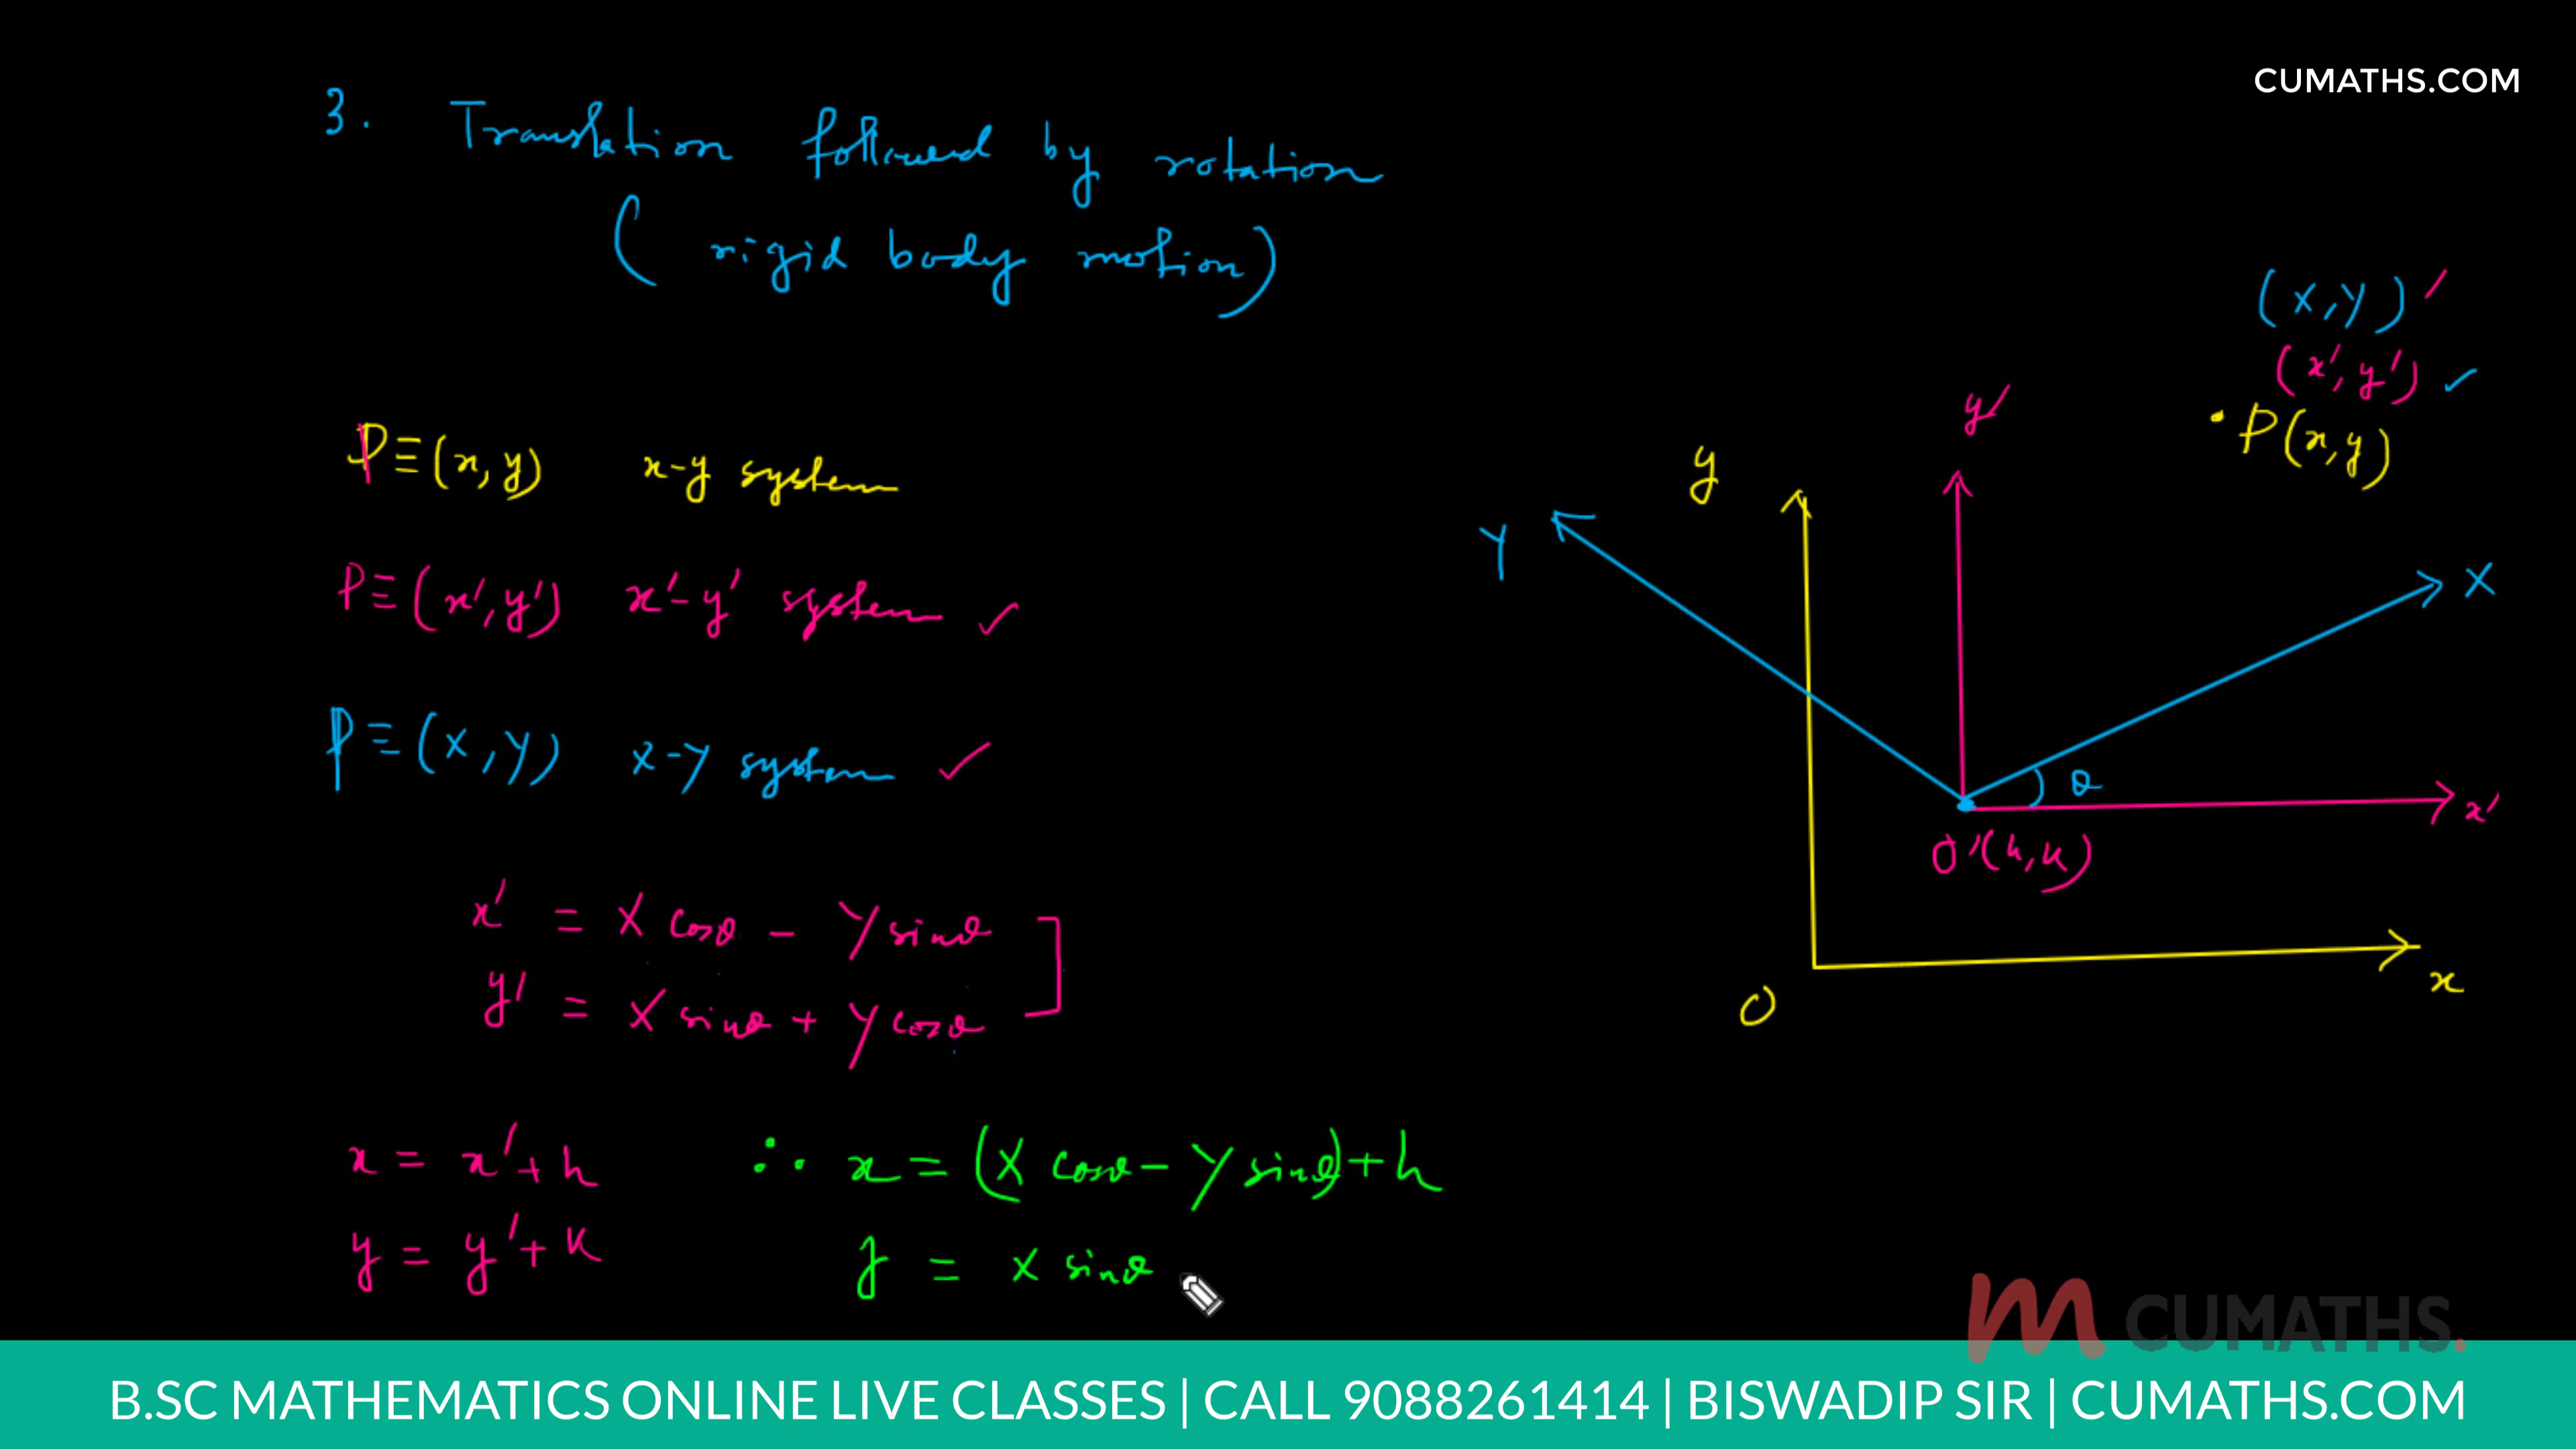 CUMATHS.COM
3. Translation followed by rotation
( rigid body motion)
P≡(x, y) x-y system
P≡(x', y') x'-y' system ✓
P≡(X, Y) X-Y system ✓
x' = X cosθ - Y sinθ
y' = X sinθ + Y cosθ
x = x' + h
y = y' + k
∴ x = (X cosθ - Y sinθ) + h
y = X sinθ
(X, Y)
(x', y') ✓
P(x, y)
y'
y
Y
X
θ
x'
O'(h, k)
x
O
CUMATHS.
B.SC MATHEMATICS ONLINE LIVE CLASSES | CALL 9088261414 | BISWADIP SIR | CUMATHS.COM